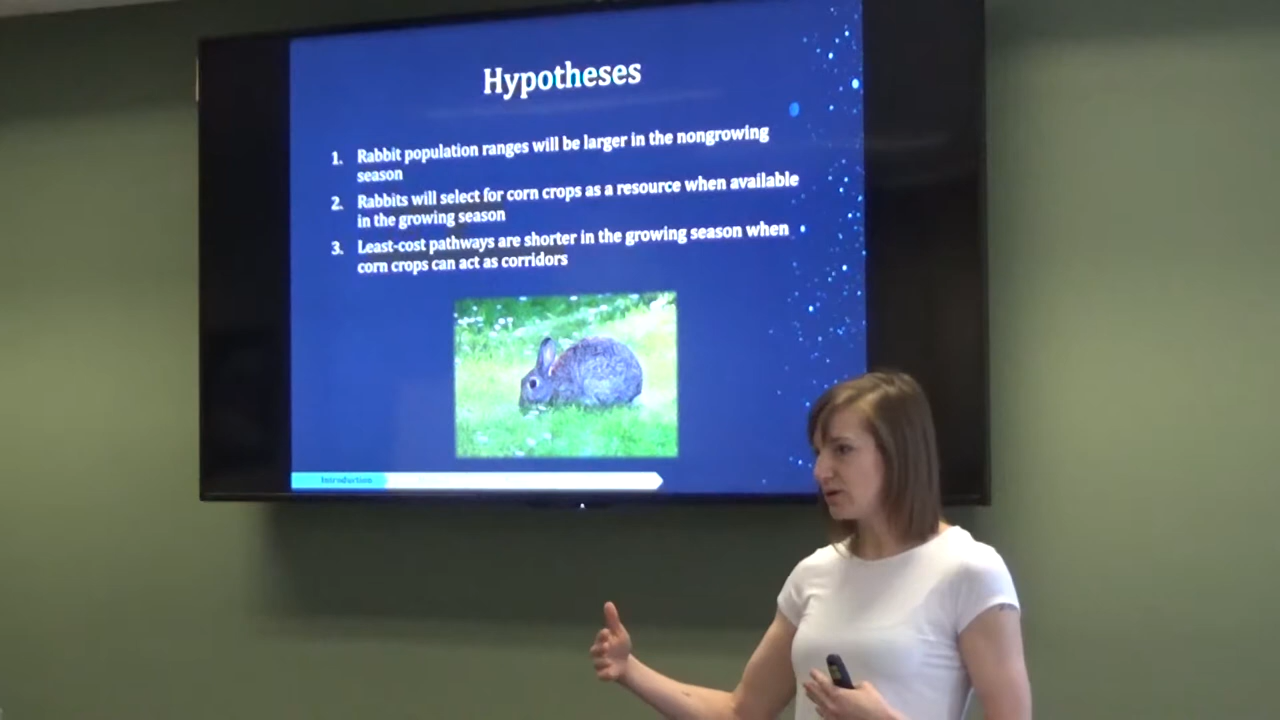 Hypotheses
1. Rabbit population ranges will be larger in the nongrowing
season
2. Rabbits will select for corn crops as a resource when available
in the growing season
3. Least-cost pathways are shorter in the growing season when
corn crops can act as corridors
Introduction